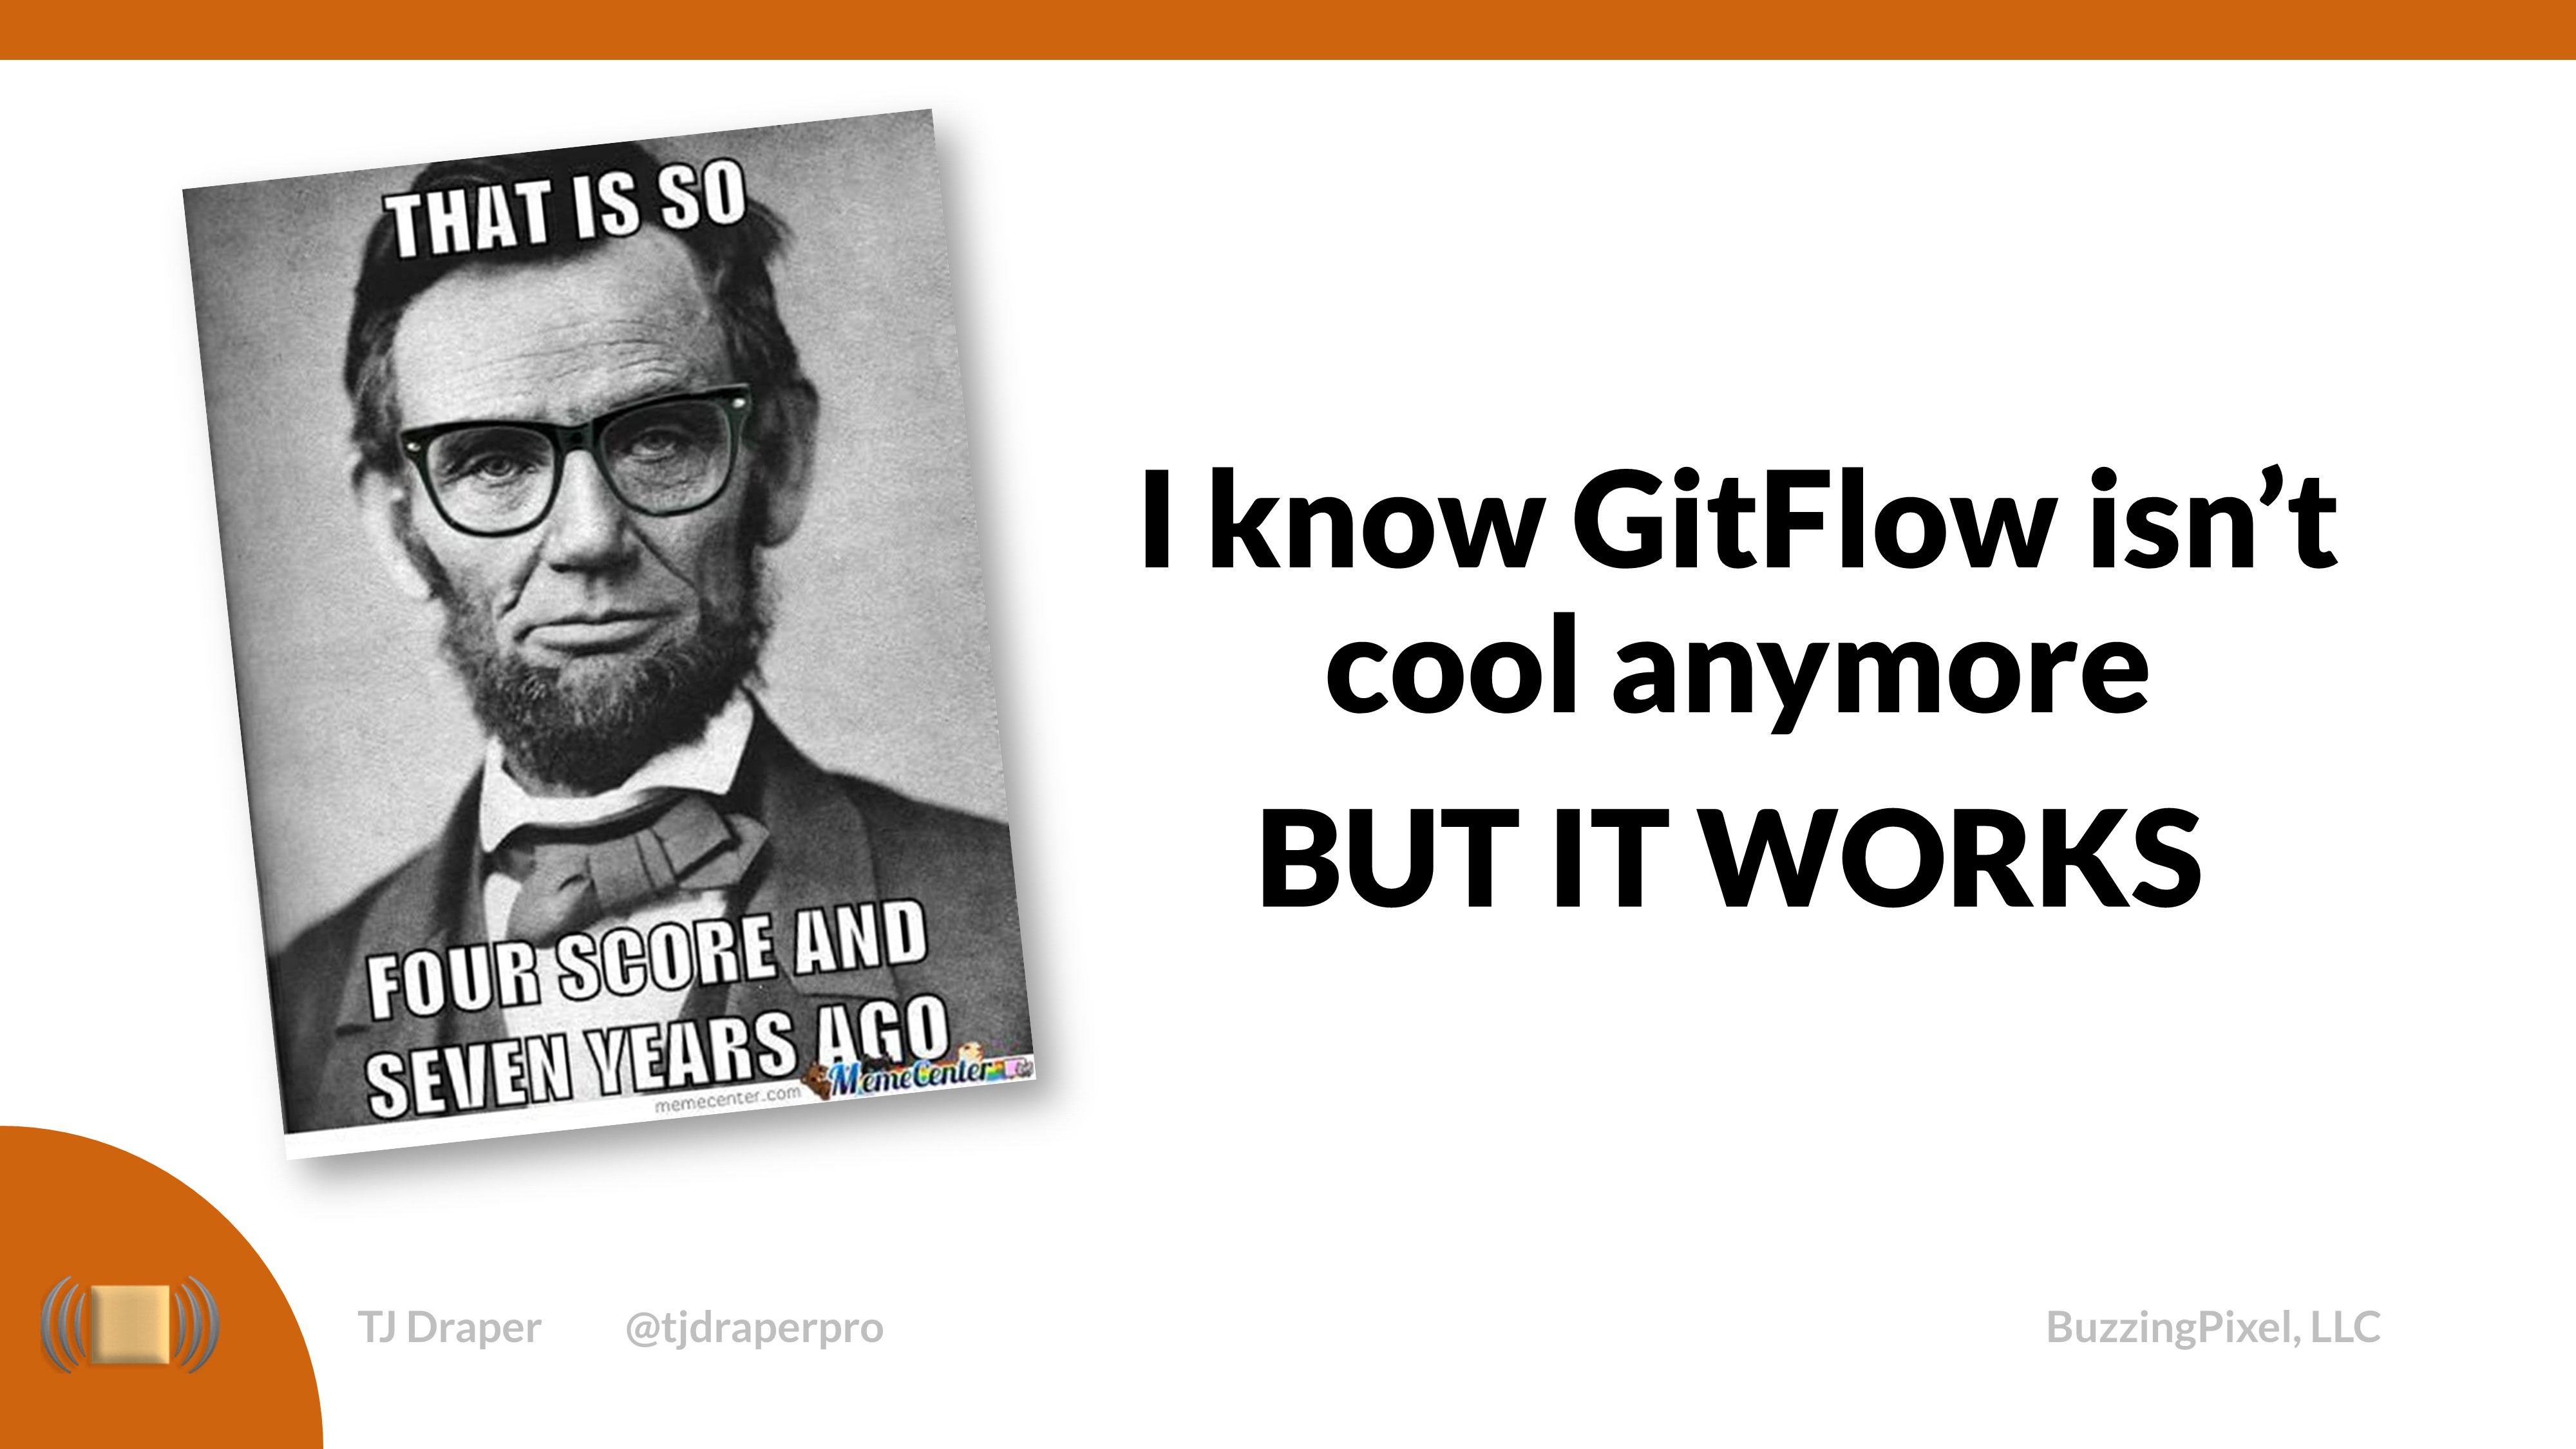 THAT IS SO
FOUR SCORE AND
SEVEN YEARS AGO
memecenter.com MemeCenter
I know GitFlow isn’t
cool anymore
BUT IT WORKS
TJ Draper @tjdraperpro BuzzingPixel, LLC